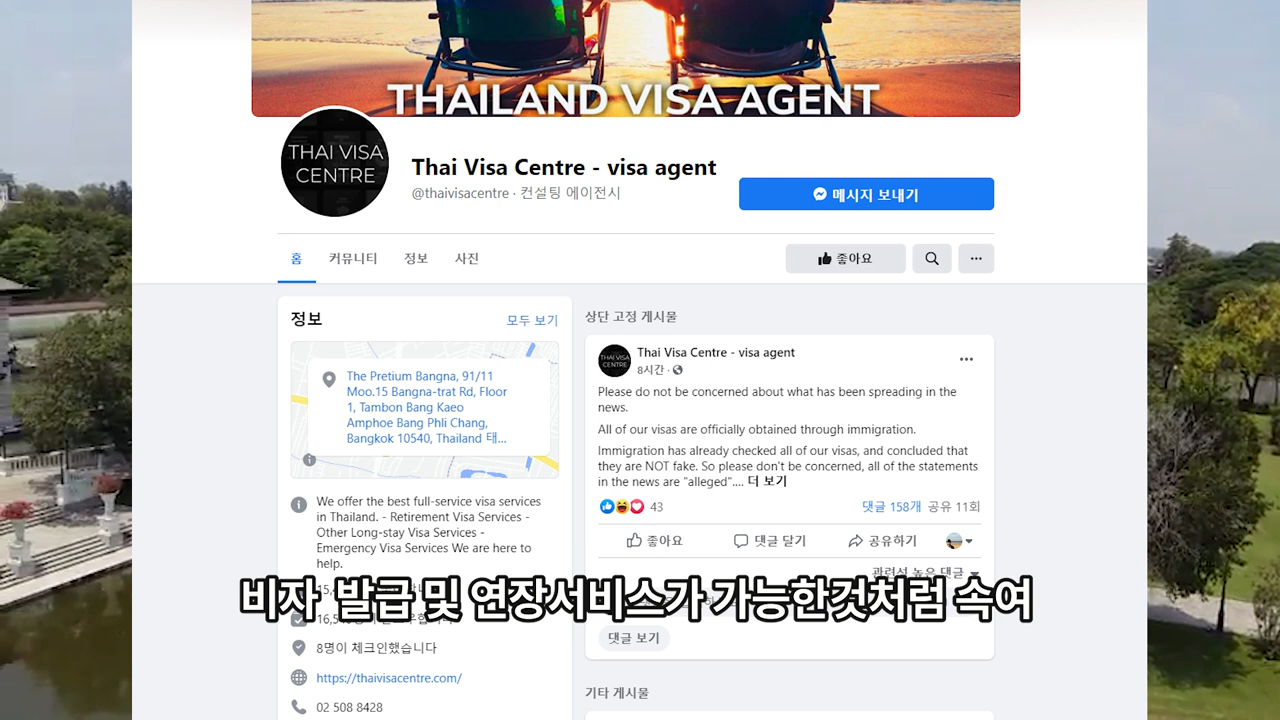 THAILAND VISA AGENT
THAI VISA
CENTRE
Thai Visa Centre - visa agent
@thaivisacentre · 컨설팅 에이전시
메시지 보내기
홈 커뮤니티 정보 사진
좋아요
정보
모두 보기
The Pretium Bangna, 91/11
Moo.15 Bangna-trat Rd, Floor
1, Tambon Bang Kaeo
Amphoe Bang Phli Chang,
Bangkok 10540, Thailand 태...
We offer the best full-service visa services
in Thailand. - Retirement Visa Services -
Other Long-stay Visa Services -
Emergency Visa Services We are here to
help.
8명이 체크인했습니다
https://thaivisacentre.com/
02 508 8428
상단 고정 게시물
THAI VISA
CENTRE
Thai Visa Centre - visa agent
8시간 ·
Please do not be concerned about what has been spreading in the
news.
All of our visas are officially obtained through immigration.
Immigration has already checked all of our visas, and concluded that
they are NOT fake. So please don't be concerned, all of the statements
in the news are "alleged".... 더 보기
43
댓글 158개 공유 11회
좋아요 댓글 달기 공유하기
관련성 높은 댓글
댓글 보기
기타 게시물
비자 발급 및 연장서비스가 가능한것처럼 속여